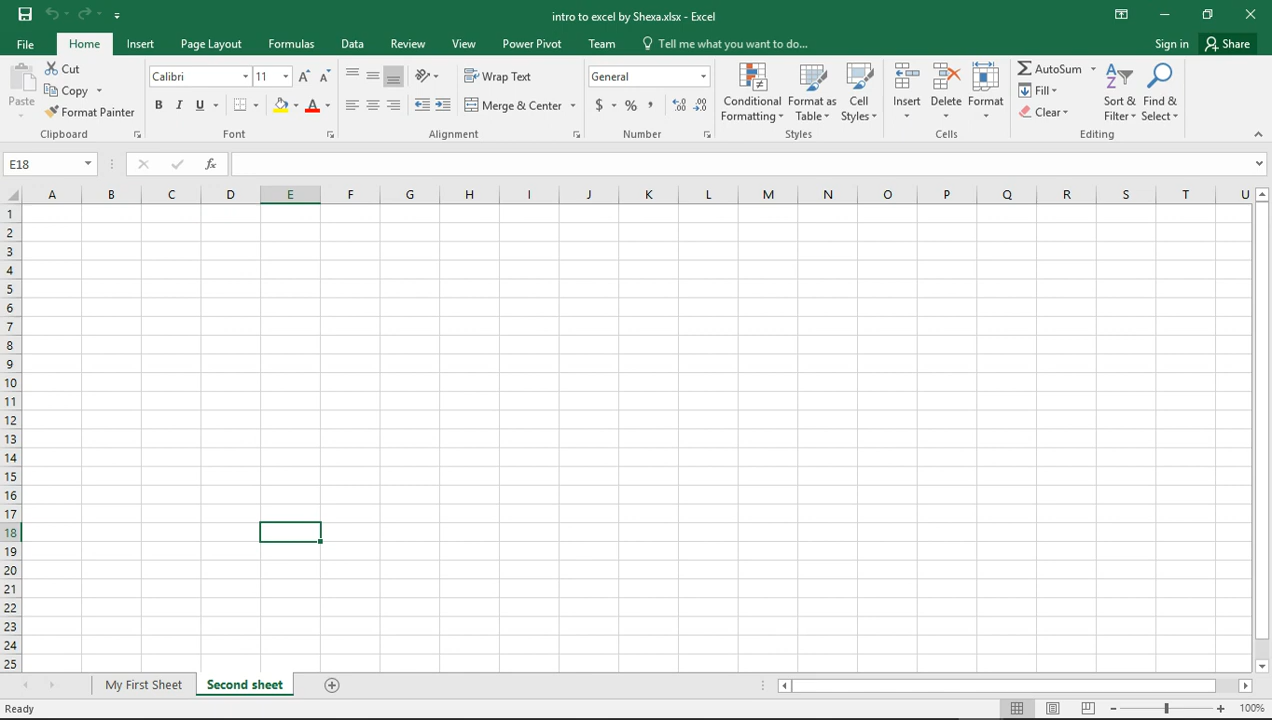 intro to excel by Shexa.xlsx - Excel
File Home Insert Page Layout Formulas Data Review View Power Pivot Team Tell me what you want to do... Sign in Share
Paste
Cut
Copy
Format Painter
Clipboard
Calibri 11
B I U
Font
Wrap Text
Merge & Center
Alignment
General
$ % ,
Number
Conditional Formatting
Format as Table
Cell Styles
Styles
Insert
Delete
Format
Cells
AutoSum
Fill
Clear
Sort & Filter
Find & Select
Editing
E18 fx
A B C D E F G H I J K L M N O P Q R S T U
1
2
3
4
5
6
7
8
9
10
11
12
13
14
15
16
17
18
19
20
21
22
23
24
25
My First Sheet Second sheet
Ready 100%